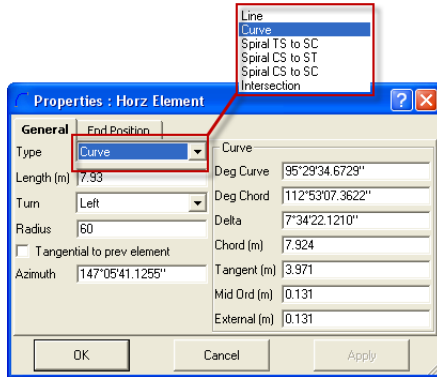 Line
Curve
Spiral TS to SC
Spiral CS to ST
Spiral CS to SC
Intersection
Properties : Horz Element
General End Position
Type Curve
Length (m) 7.93
Turn Left
Radius 60
Tangential to prev element
Azimuth 147°05'41.1255"
Curve
Deg Curve 95°29'34.6729"
Deg Chord 112°53'07.3622"
Delta 7°34'22.1210"
Chord (m) 7.924
Tangent (m) 3.971
Mid Ord (m) 0.131
External (m) 0.131
OK Cancel Apply